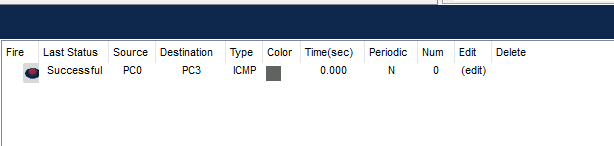 Fire Last Status Source Destination Type Color Time(sec) Periodic Num Edit Delete
Successful PC0 PC3 ICMP 0.000 N 0 (edit)